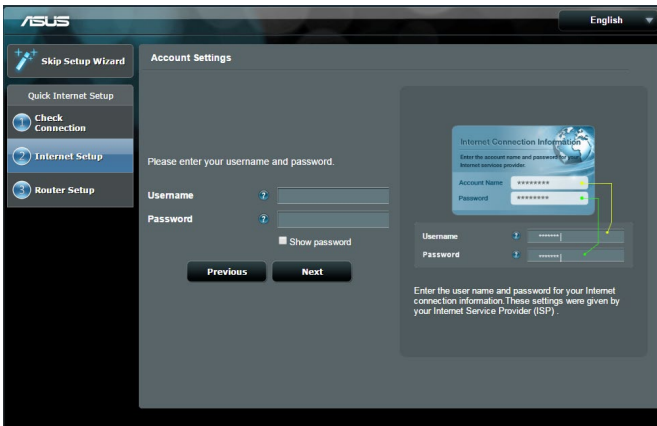 ASUS
English
Skip Setup Wizard
Quick Internet Setup
1 Check Connection
2 Internet Setup
3 Router Setup
Account Settings
Please enter your username and password.
Username ?
Password ?
Show password
Previous
Next
Internet Connection Information
Enter the account name and password for your
Internet services provider.
Account Name ********
Password ********
Username ? *******|
Password ? *******|
Enter the user name and password for your Internet
connection information.These settings were given by
your Internet Service Provider (ISP) .